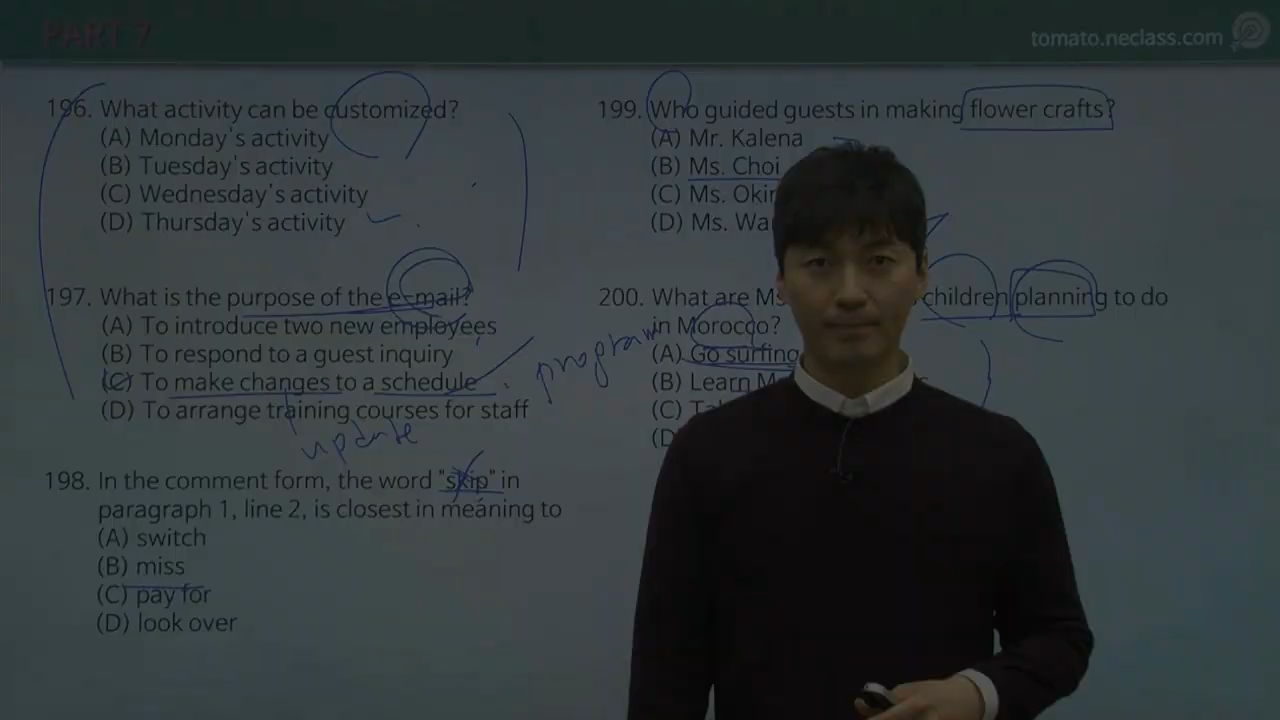 PART 7
tomato.neclass.com
196. What activity can be customized?
(A) Monday's activity
(B) Tuesday's activity
(C) Wednesday's activity
(D) Thursday's activity
197. What is the purpose of the e-mail?
(A) To introduce two new employees
(B) To respond to a guest inquiry
(C) To make changes to a schedule
(D) To arrange training courses for staff
update
program
198. In the comment form, the word "skip" in
paragraph 1, line 2, is closest in meaning to
(A) switch
(B) miss
(C) pay for
(D) look over
199. Who guided guests in making flower crafts?
(A) Mr. Kalena
(B) Ms. Choi
(C) Ms.
(D) Ms.
200. What are children planning to do
in Morocco?
(A) Go surfing
(B) Learn
(C)
(D